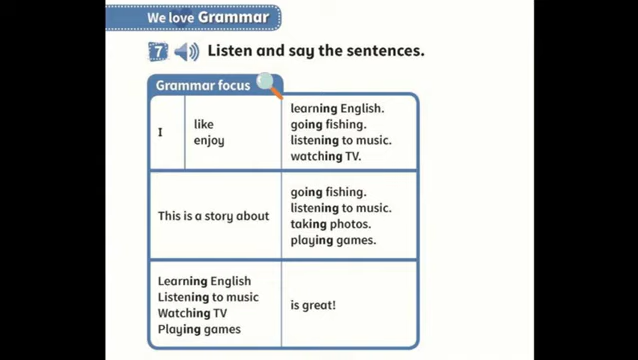 We love Grammar
7 Listen and say the sentences.
Grammar focus
I
like
enjoy
learning English.
going fishing.
listening to music.
watching TV.
This is a story about
going fishing.
listening to music.
taking photos.
playing games.
Learning English
Listening to music
Watching TV
Playing games
is great!